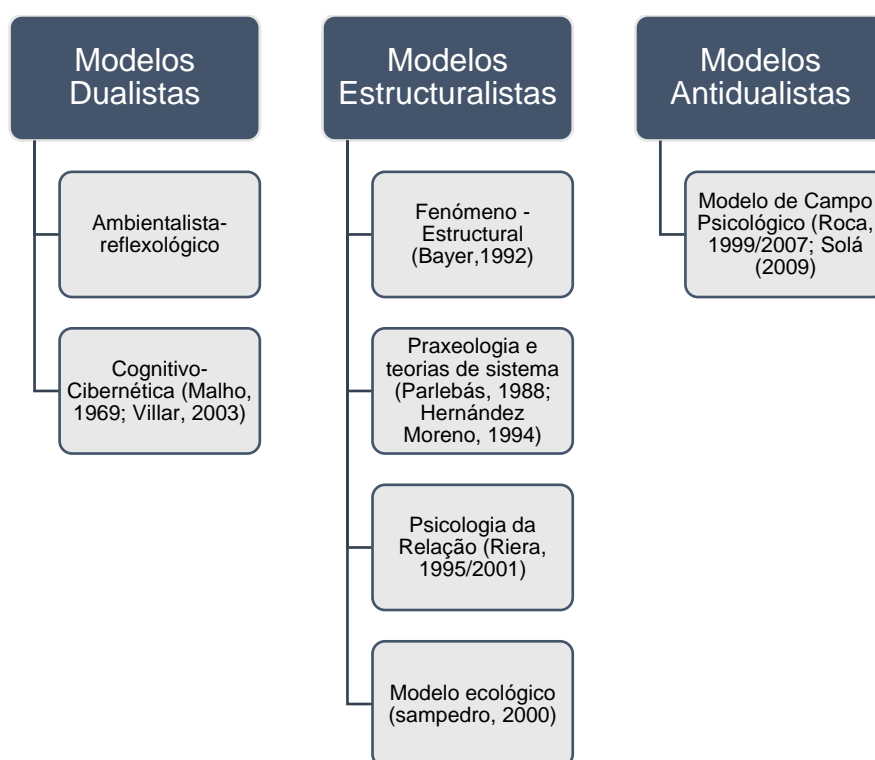 Modelos
Dualistas
Ambientalista-
reflexológico
Cognitivo-
Cibernética (Malho,
1969; Villar, 2003)
Modelos
Estructuralistas
Fenómeno -
Estructural
(Bayer,1992)
Praxeologia e
teorias de sistema
(Parlebás, 1988;
Hernández
Moreno, 1994)
Psicologia da
Relação (Riera,
1995/2001)
Modelo ecológico
(sampedro, 2000)
Modelos
Antidualistas
Modelo de Campo
Psicológico (Roca,
1999/2007; Solá
(2009)